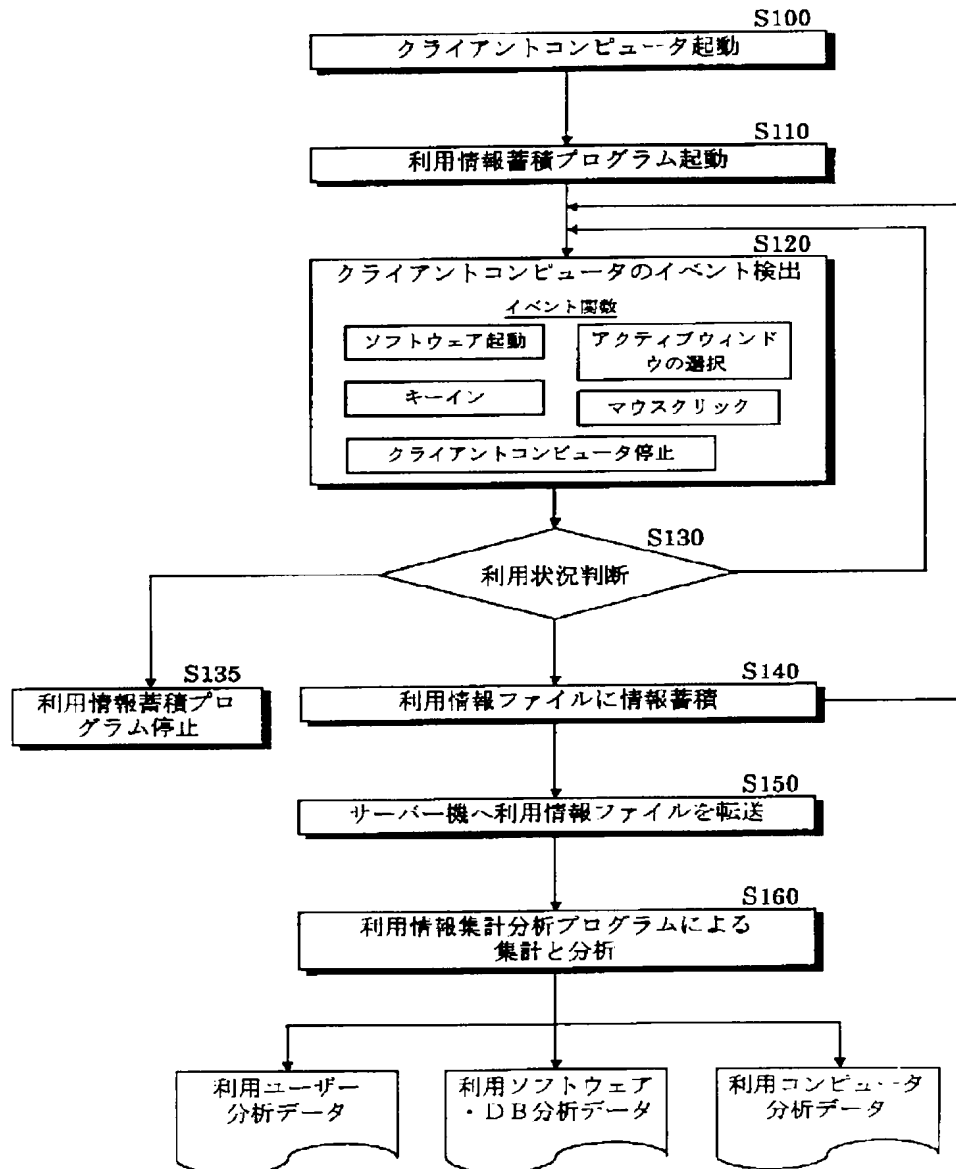 S100
クライアントコンピュータ起動
S110
利用情報蓄積プログラム起動
S120
クライアントコンピュータのイベント検出
イベント関数
ソフトウェア起動
アクティブウィンド
ウの選択
キーイン
マウスクリック
クライアントコンピュータ停止
S130
利用状況判断
S135
利用情報蓄積プロ
グラム停止
S140
利用情報ファイルに情報蓄積
S150
サーバー機へ利用情報ファイルを転送
S160
利用情報集計分析プログラムによる
集計と分析
利用ユーザー
分析データ
利用ソフトウェア
・DB分析データ
利用コンピュータ
分析データ